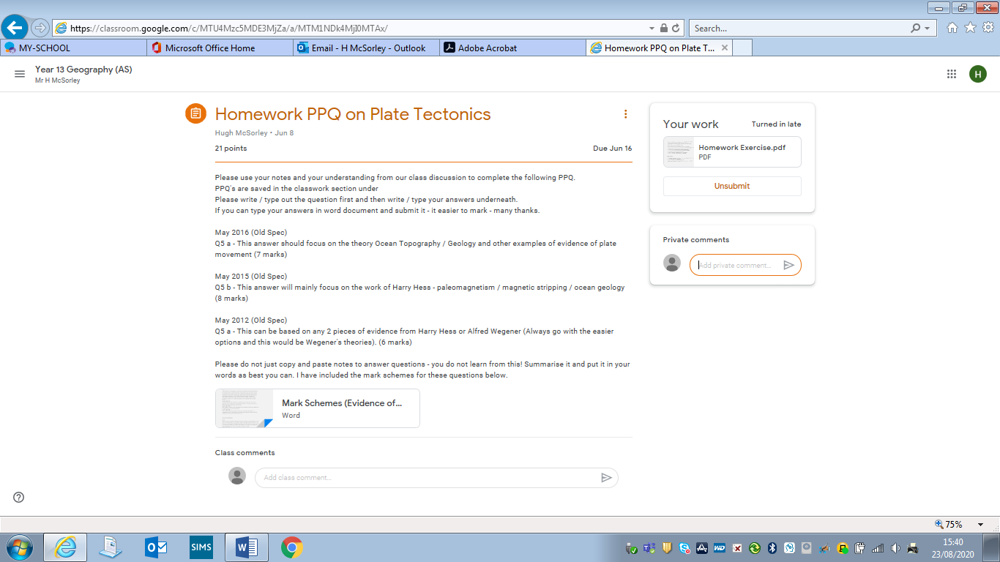 https://classroom.google.com/c/MTU4Mzc5MDE3MjZa/a/MTM1NDk4MjI0MTAx/
Search...
MY-SCHOOL
Microsoft Office Home
Email - H McSorley - Outlook
Adobe Acrobat
Homework PPQ on Plate T...
Year 13 Geography (AS)
Mr H McSorley
H
Homework PPQ on Plate Tectonics
Hugh McSorley • Jun 8
21 points
Due Jun 16
Please use your notes and your understanding from our class discussion to complete the following PPQ.
PPQ's are saved in the classwork section under
Please write / type out the question first and then write / type your answers underneath.
If you can type your answers in word document and submit it - it easier to mark - many thanks.
May 2016 (Old Spec)
Q5 a - This answer should focus on the theory Ocean Topography / Geology and other examples of evidence of plate
movement (7 marks)
May 2015 (Old Spec)
Q5 b - This answer will mainly focus on the work of Harry Hess - paleomagnetism / magnetic stripping / ocean geology
(8 marks)
May 2012 (Old Spec)
Q5 a - This can be based on any 2 pieces of evidence from Harry Hess or Alfred Wegener (Always go with the easier
options and this would be Wegener's theories). (6 marks)
Please do not just copy and paste notes to answer questions - you do not learn from this! Summarise it and put it in your
words as best you can. I have included the mark schemes for these questions below.
Mark Schemes (Evidence of...
Word
Class comments
Add class comment...
Your work
Turned in late
Homework Exercise.pdf
PDF
Unsubmit
Private comments
Add private comment...
75%
SIMS
15:40
23/08/2020